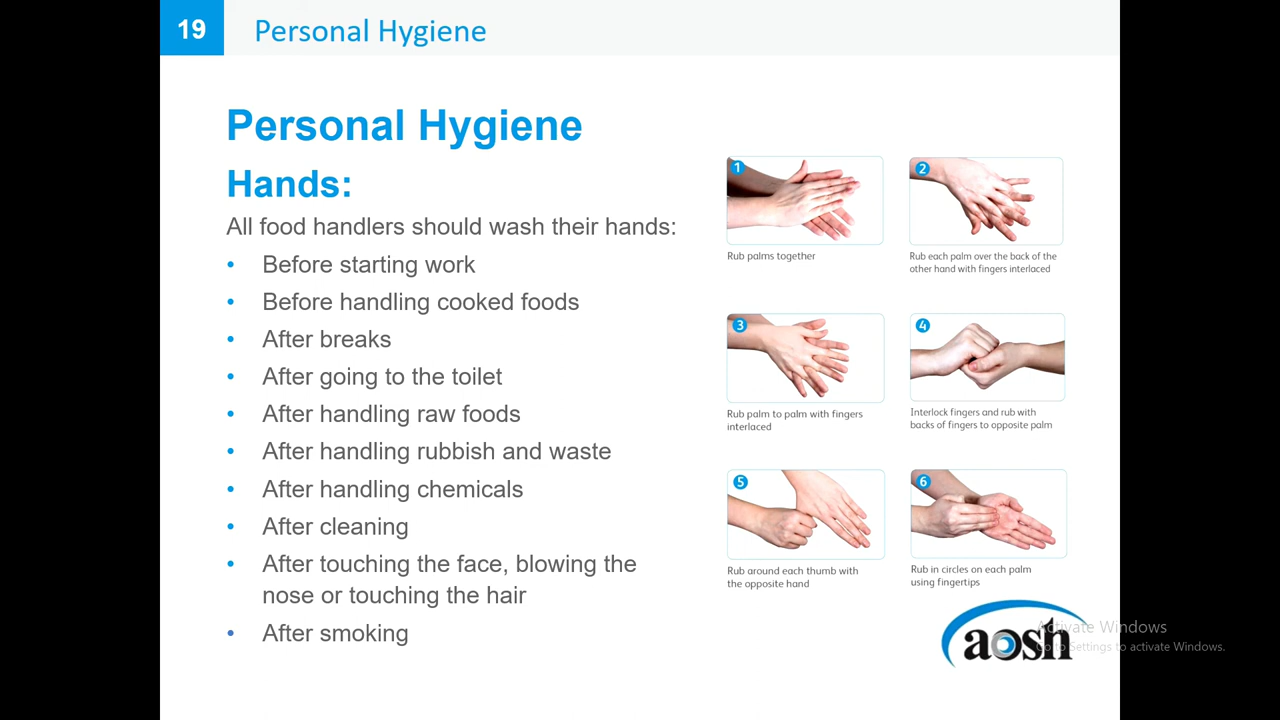 19
Personal Hygiene
Personal Hygiene
Hands:
All food handlers should wash their hands:
• Before starting work
• Before handling cooked foods
• After breaks
• After going to the toilet
• After handling raw foods
• After handling rubbish and waste
• After handling chemicals
• After cleaning
• After touching the face, blowing the
nose or touching the hair
• After smoking
1
Rub palms together
2
Rub each palm over the back of the
other hand with fingers interlaced
3
Rub palm to palm with fingers
interlaced
4
Interlock fingers and rub with
backs of fingers to opposite palm
5
Rub around each thumb with
the opposite hand
6
Rub in circles on each palm
using fingertips
aosh
Activate Windows
Go to Settings to activate Windows.